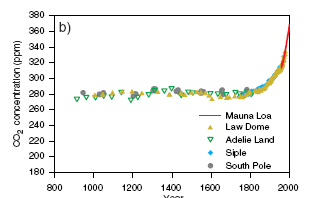 380
360
340
320
300
280
260
240
220
200
180
b)
CO2 concentration (ppm)
Mauna Loa
Law Dome
Adelie Land
Siple
South Pole
800 1000 1200 1400 1600 1800 2000